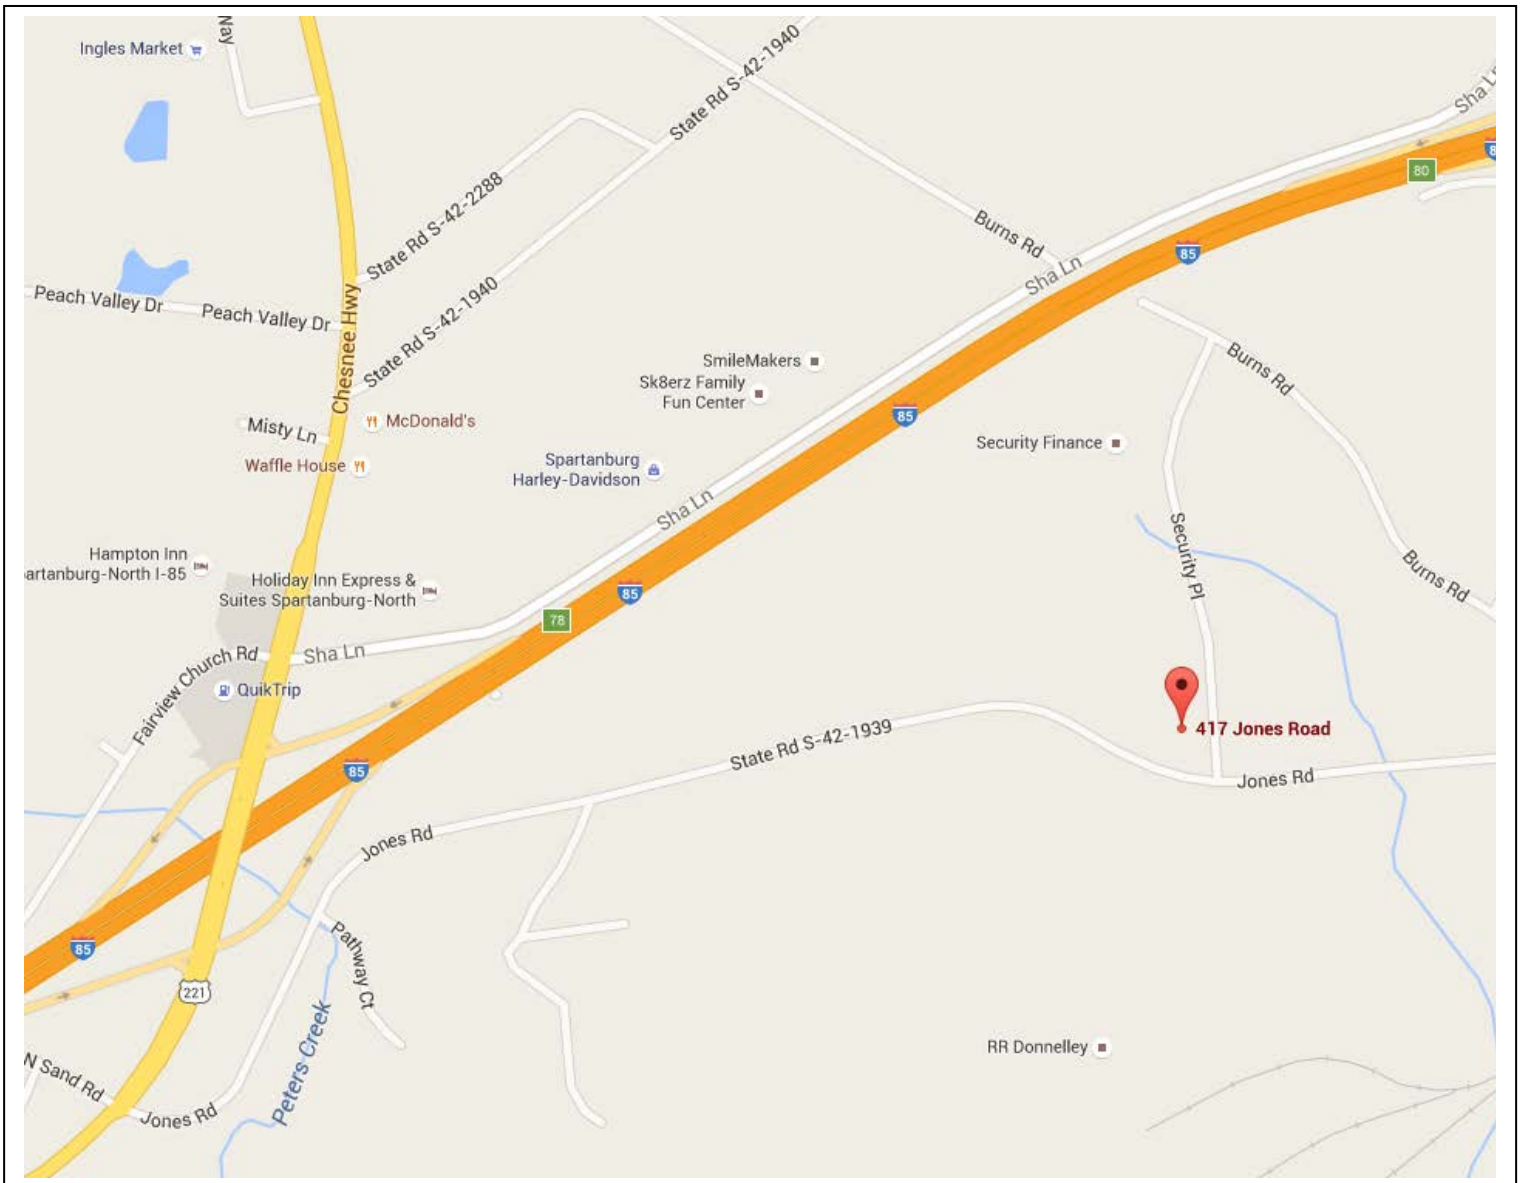 Way
Ingles Market
State Rd S-42-1940
Sha Ln
80
State Rd S-42-2288
Burns Rd
85
Sha Ln
Peach Valley Dr
Peach Valley Dr
Chesnee Hwy
State Rd S-42-1940
SmileMakers
Sk8erz Family
Fun Center
Burns Rd
85
McDonald's
Misty Ln
Waffle House
Security Finance
Spartanburg
Harley-Davidson
Sha Ln
Security Pl
Hampton Inn
artanburg-North I-85
Holiday Inn Express &
Suites Spartanburg-North
85
78
Burns Rd
Fairview Church Rd
Sha Ln
QuikTrip
417 Jones Road
State Rd S-42-1939
85
Jones Rd
Jones Rd
85
Pathway Ct
221
Peters Creek
RR Donnelley
N Sand Rd
Jones Rd